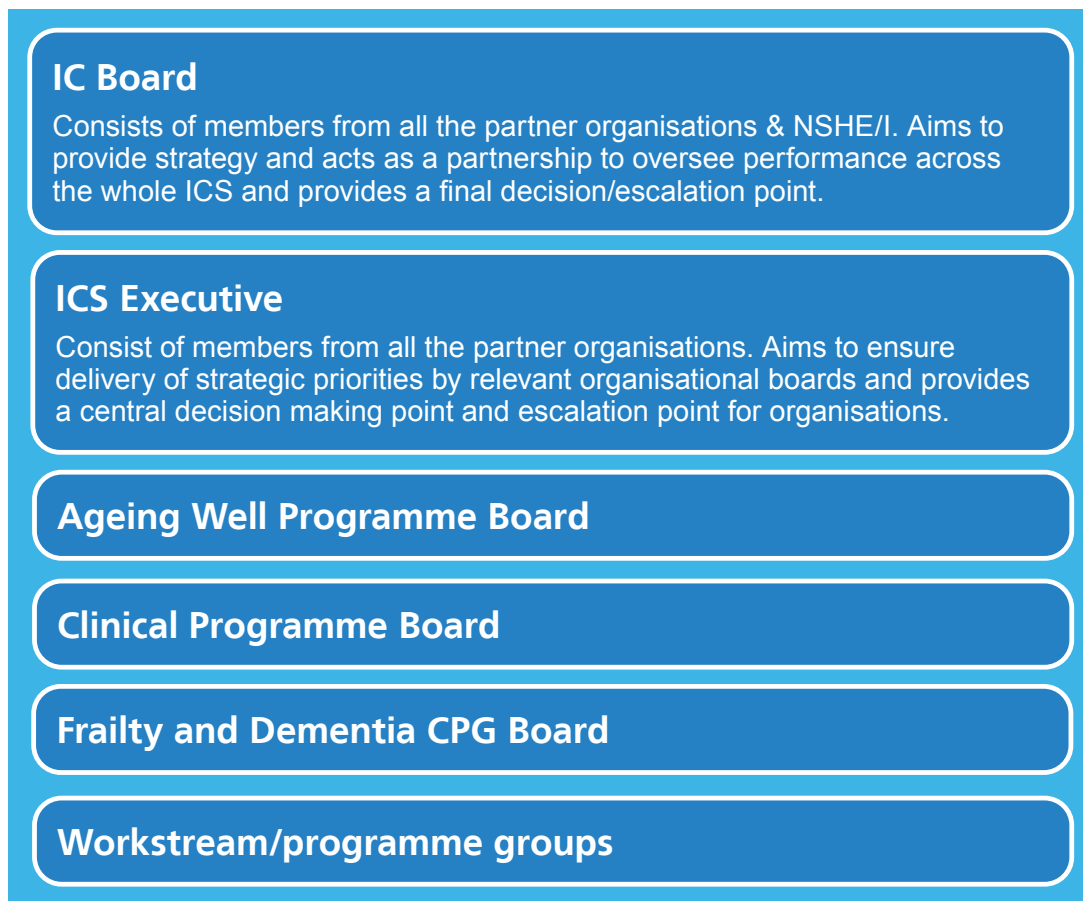 IC Board
Consists of members from all the partner organisations & NSHE/I. Aims to
provide strategy and acts as a partnership to oversee performance across
the whole ICS and provides a final decision/escalation point.
ICS Executive
Consist of members from all the partner organisations. Aims to ensure
delivery of strategic priorities by relevant organisational boards and provides
a central decision making point and escalation point for organisations.
Ageing Well Programme Board
Clinical Programme Board
Frailty and Dementia CPG Board
Workstream/programme groups